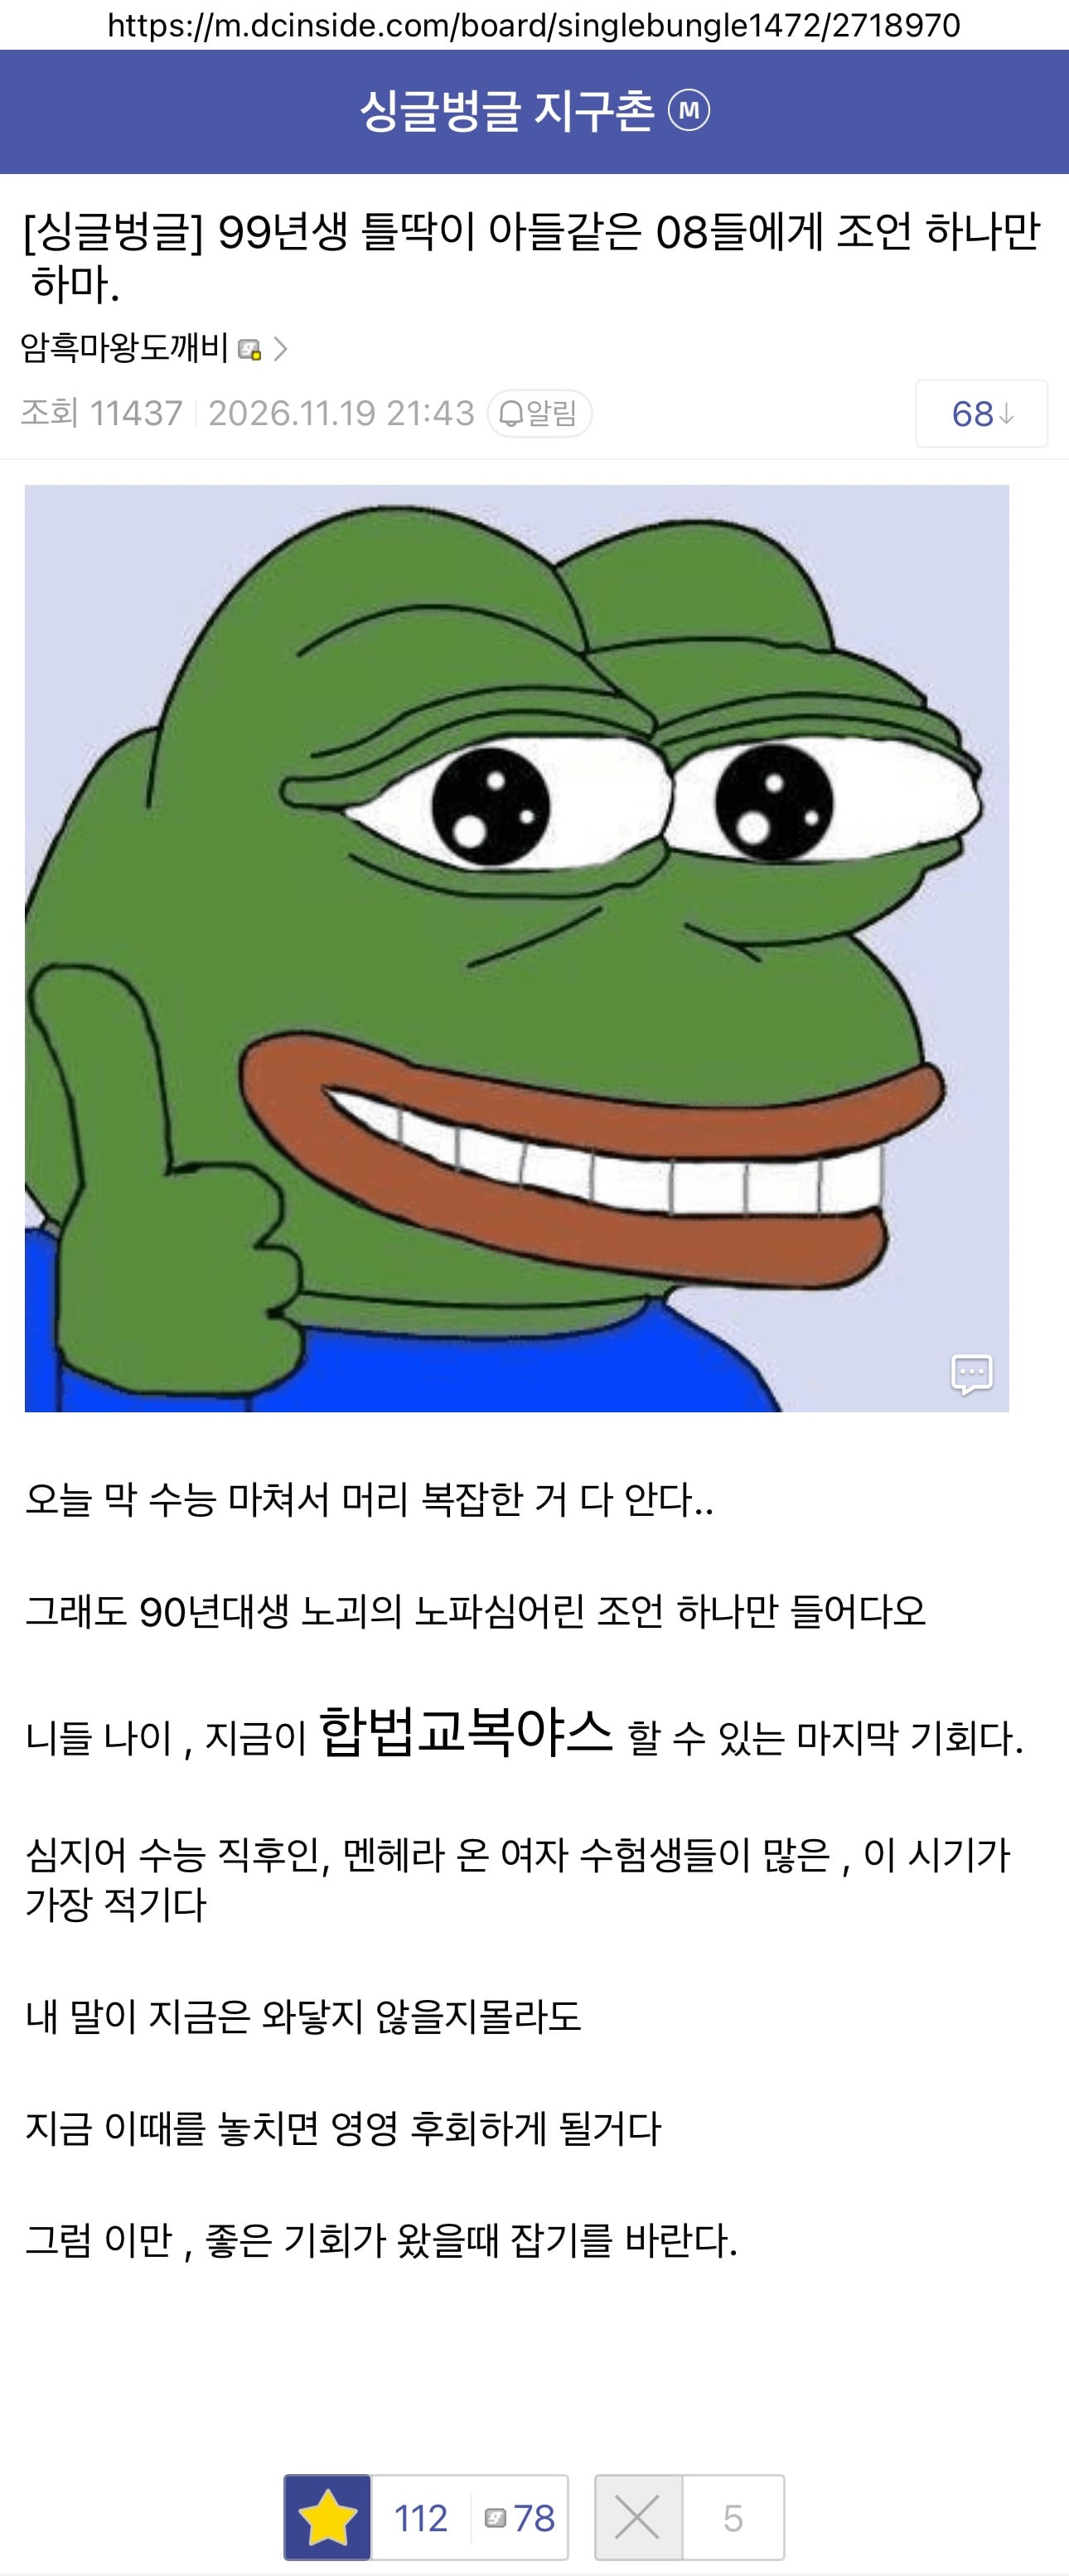 https://m.dcinside.com/board/singlebungle1472/2718970
싱글벙글 지구촌 M
[싱글벙글] 99년생 틀딱이 아들같은 08들에게 조언 하나만
하마.
암흑마왕도깨비
조회 11437 2026.11.19 21:43 알림
68
오늘 막 수능 마쳐서 머리 복잡한 거 다 안다..
그래도 90년대생 노괴의 노파심어린 조언 하나만 들어다오
니들 나이 , 지금이 합법교복야스 할 수 있는 마지막 기회다.
심지어 수능 직후인, 멘헤라 온 여자 수험생들이 많은 , 이 시기가
가장 적기다
내 말이 지금은 와닿지 않을지몰라도
지금 이때를 놓치면 영영 후회하게 될거다
그럼 이만 , 좋은 기회가 왔을때 잡기를 바란다.
112 78 5